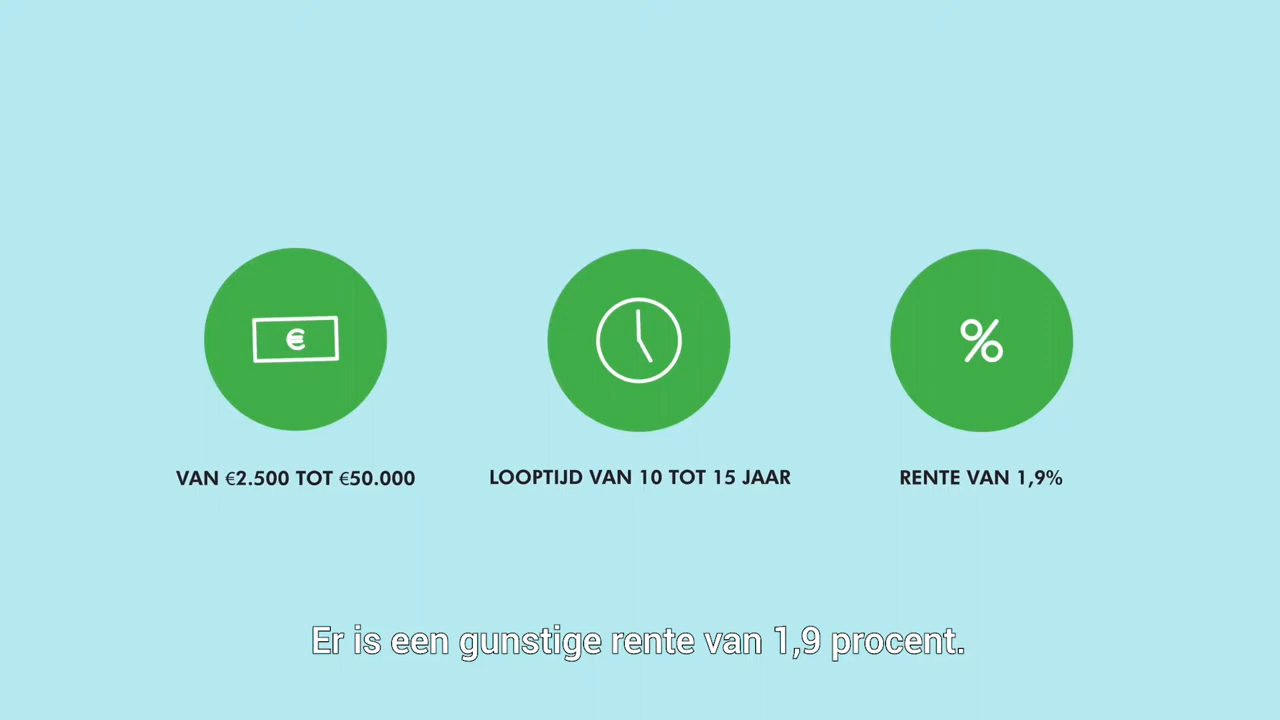 €
%
VAN €2.500 TOT €50.000
LOOPTIJD VAN 10 TOT 15 JAAR
RENTE VAN 1,9%
Er is een gunstige rente van 1,9 procent.